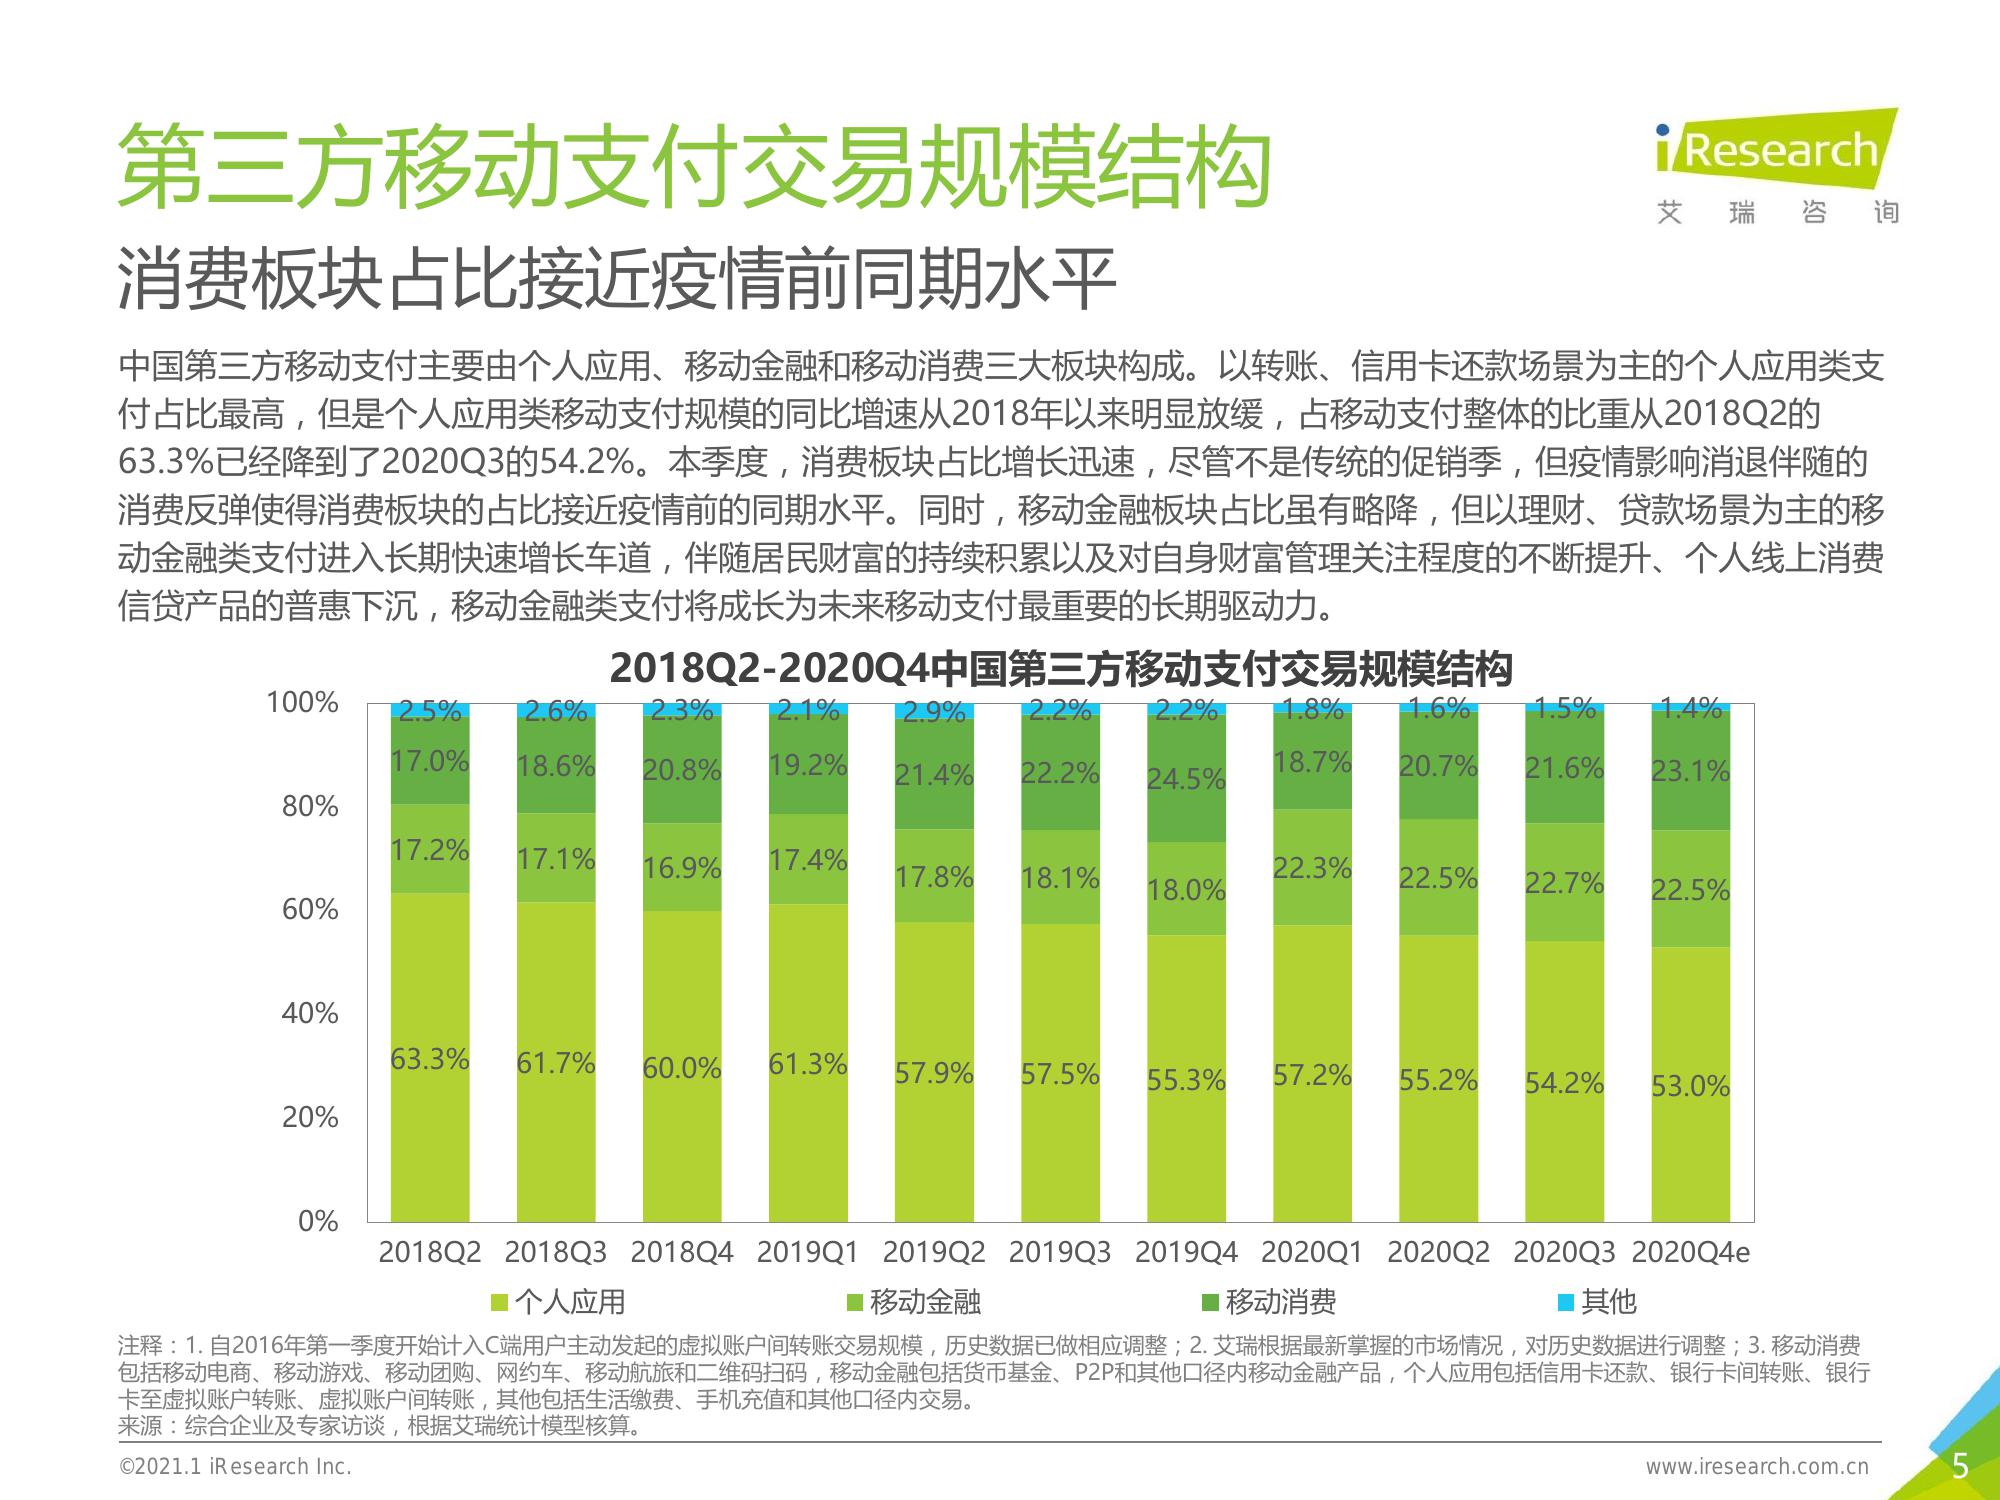 第三方移动支付交易规模结构
iResearch
艾瑞咨询
消费板块占比接近疫情前同期水平
中国第三方移动支付主要由个人应用、移动金融和移动消费三大板块构成。以转账、信用卡还款场景为主的个人应用类支
付占比最高，但是个人应用类移动支付规模的同比增速从2018年以来明显放缓，占移动支付整体的比重从2018Q2的
63.3%已经降到了2020Q3的54.2%。本季度，消费板块占比增长迅速，尽管不是传统的促销季，但疫情影响消退伴随的
消费反弹使得消费板块的占比接近疫情前的同期水平。同时，移动金融板块占比虽有略降，但以理财、贷款场景为主的移
动金融类支付进入长期快速增长车道，伴随居民财富的持续积累以及对自身财富管理关注程度的不断提升、个人线上消费
信贷产品的普惠下沉，移动金融类支付将成长为未来移动支付最重要的长期驱动力。
2018Q2-2020Q4中国第三方移动支付交易规模结构
100%
2.5% 2.6% 2.3% 2.1% 2.9% 2.2% 2.2% 1.8% 1.6% 1.5% 1.4%
17.0% 18.6% 20.8% 19.2% 21.4% 22.2% 24.5% 18.7% 20.7% 21.6% 23.1%
80%
17.2% 17.1% 16.9% 17.4% 17.8% 18.1% 18.0% 22.3% 22.5% 22.7% 22.5%
60%
40%
63.3% 61.7% 60.0% 61.3% 57.9% 57.5% 55.3% 57.2% 55.2% 54.2% 53.0%
20%
0%
2018Q2 2018Q3 2018Q4 2019Q1 2019Q2 2019Q3 2019Q4 2020Q1 2020Q2 2020Q3 2020Q4e
个人应用 移动金融 移动消费 其他
注释：1. 自2016年第一季度开始计入C端用户主动发起的虚拟账户间转账交易规模，历史数据已做相应调整；2. 艾瑞根据最新掌握的市场情况，对历史数据进行调整；3. 移动消费
包括移动电商、移动游戏、移动团购、网约车、移动航旅和二维码扫码，移动金融包括货币基金、P2P和其他口径内移动金融产品，个人应用包括信用卡还款、银行卡间转账、银行
卡至虚拟账户转账、虚拟账户间转账，其他包括生活缴费、手机充值和其他口径内交易。
来源：综合企业及专家访谈，根据艾瑞统计模型核算。
©2021.1 iResearch Inc.
www.iresearch.com.cn
5